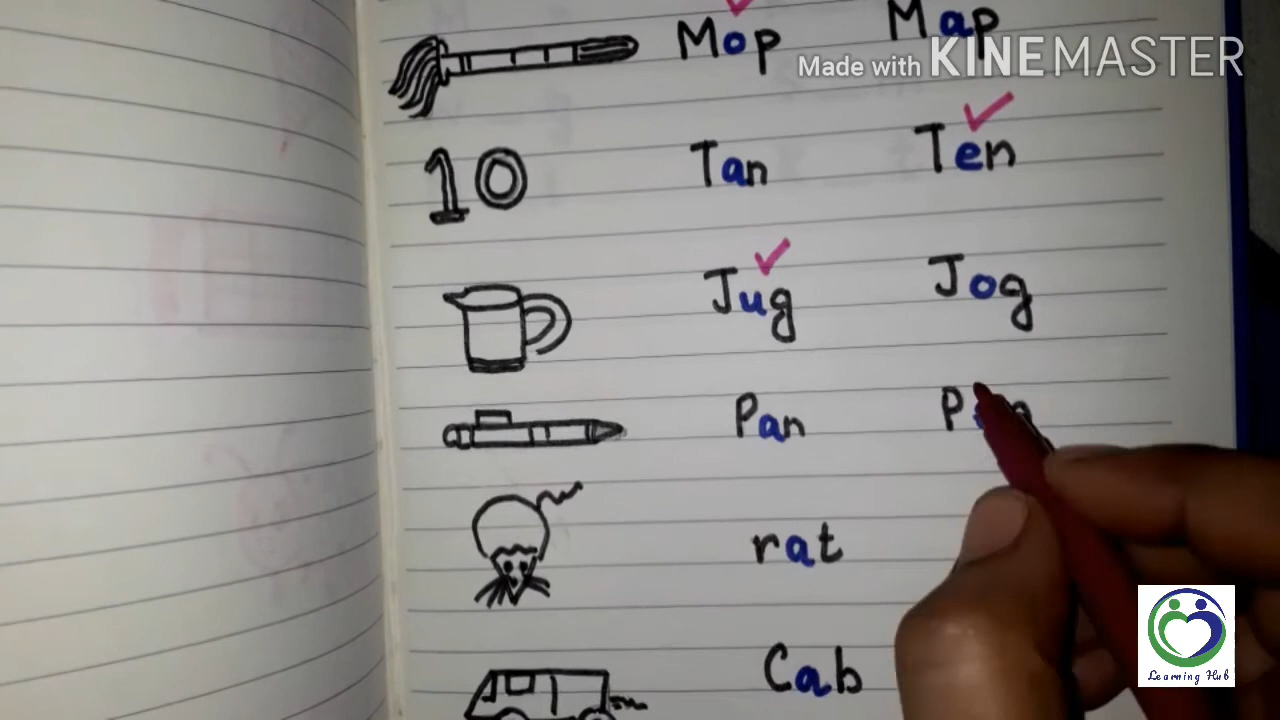 Mop Map
Made with KINEMASTER
10 Tan Ten
Jug Jog
Pan
rat
Cab
Learning Hub